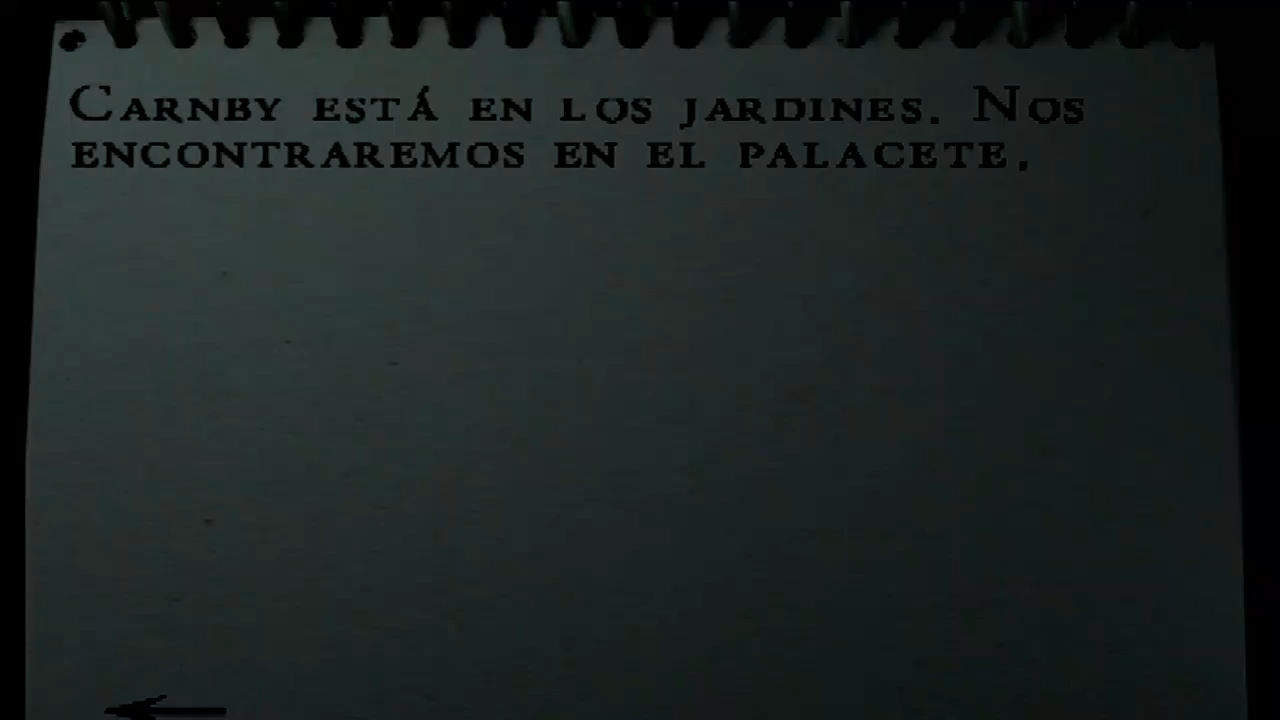 Carnby está en los jardines. Nos
encontraremos en el palacete.